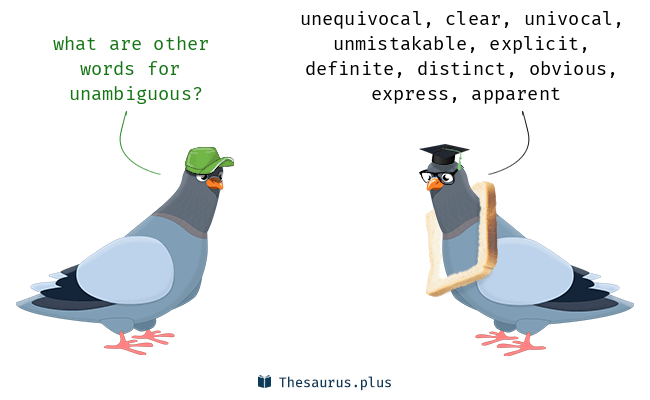 what are other
words for
unambiguous?
unequivocal, clear, univocal,
unmistakable, explicit,
definite, distinct, obvious,
express, apparent
Thesaurus.plus